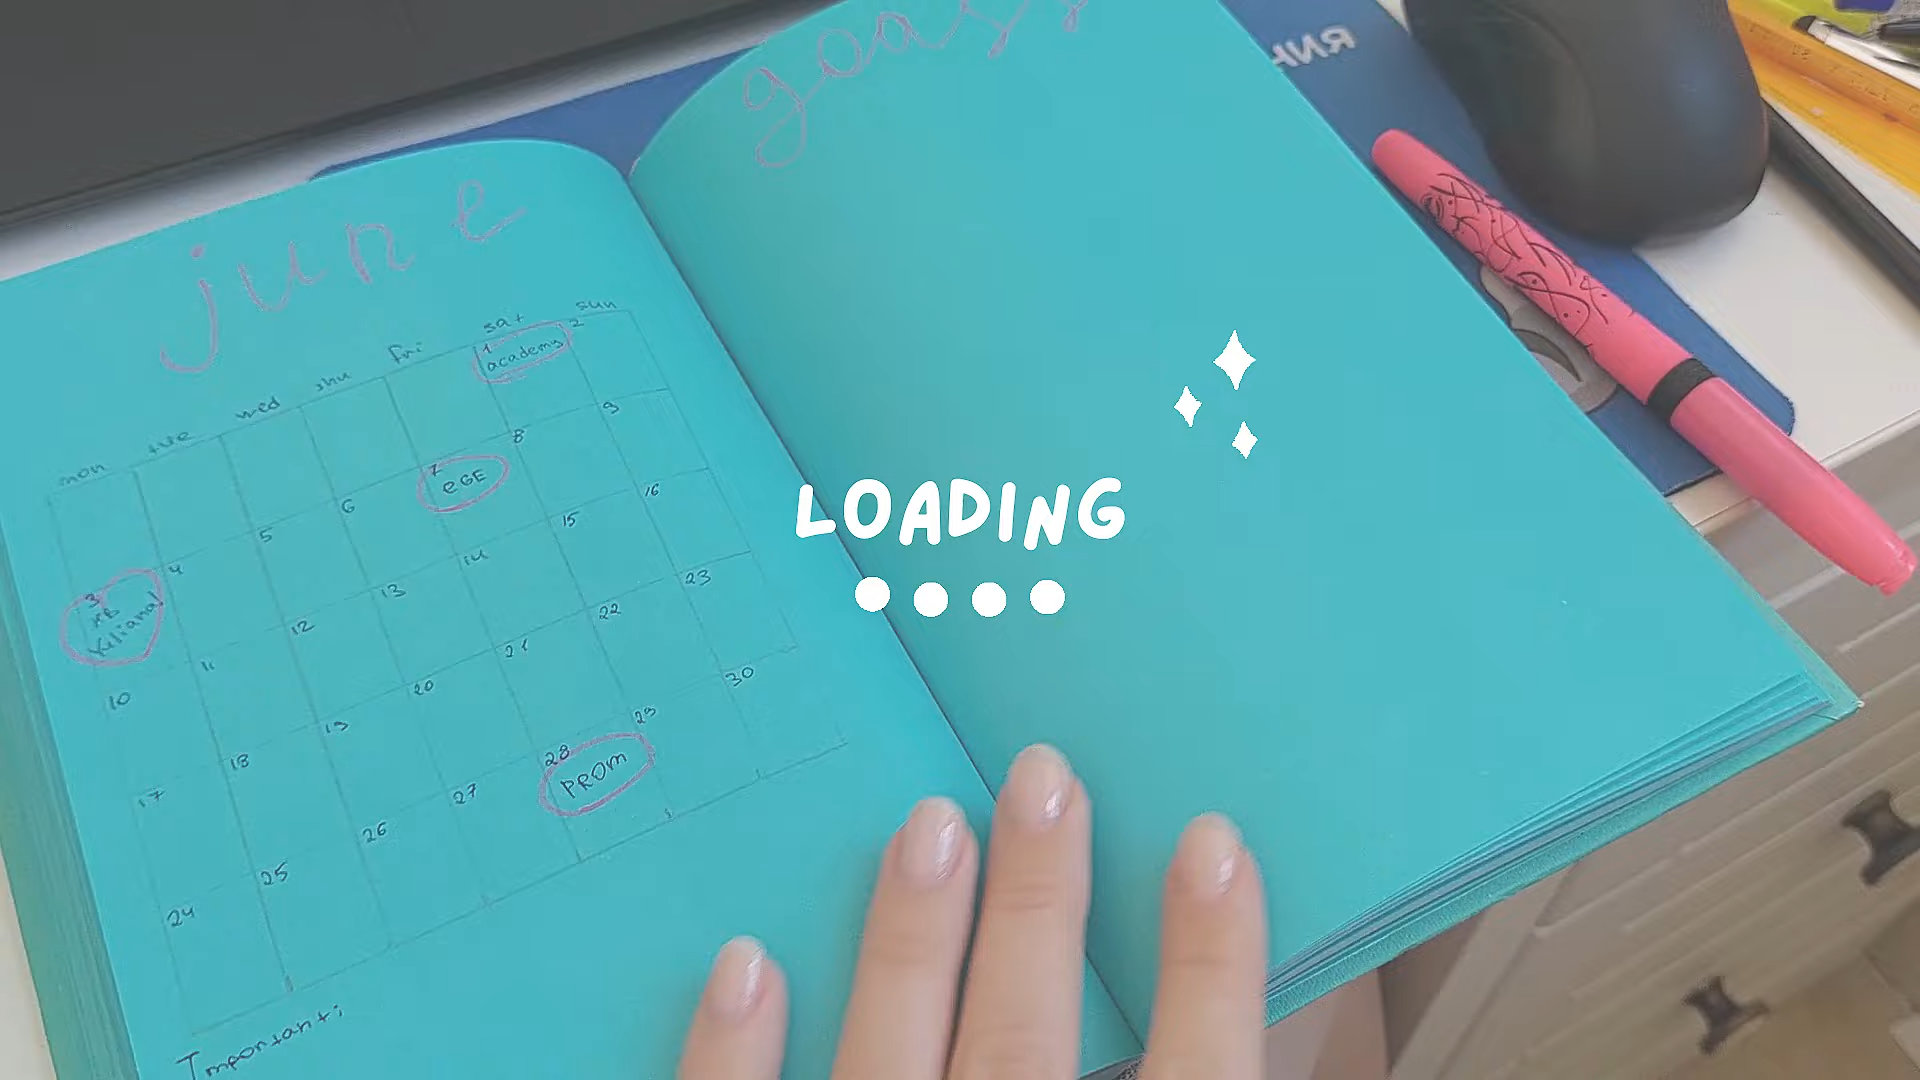 june
mon tue wed shu fri sat sun
1 2
academy
3 4 5 6 7 8 9
eGE
Yuliana!
10 11 12 13 14 15 16
17 18 19 20 21 22 23
24 25 26 27 28 29 30
PROM
Important:
LOADING